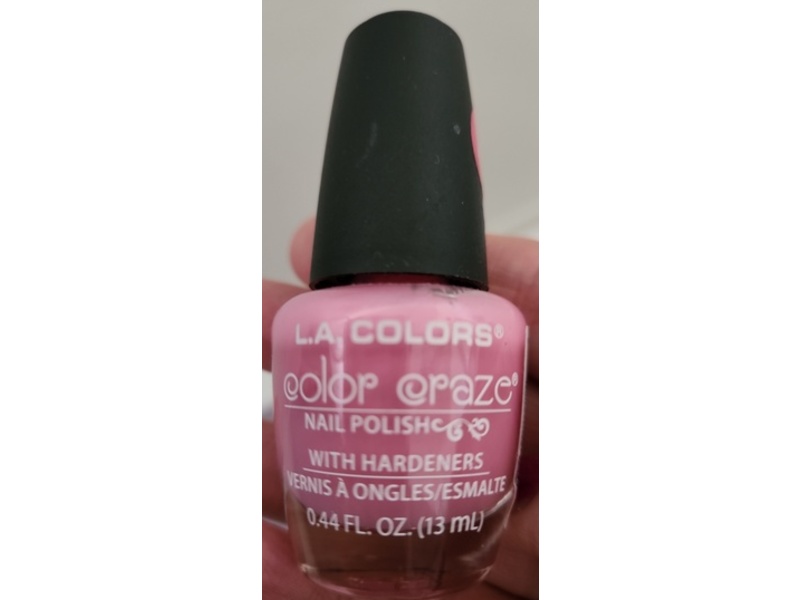 L.A. COLORS®
color craze®
NAIL POLISH
WITH HARDENERS
VERNIS À ONGLES/ESMALTE
0.44 FL. OZ. (13 mL)